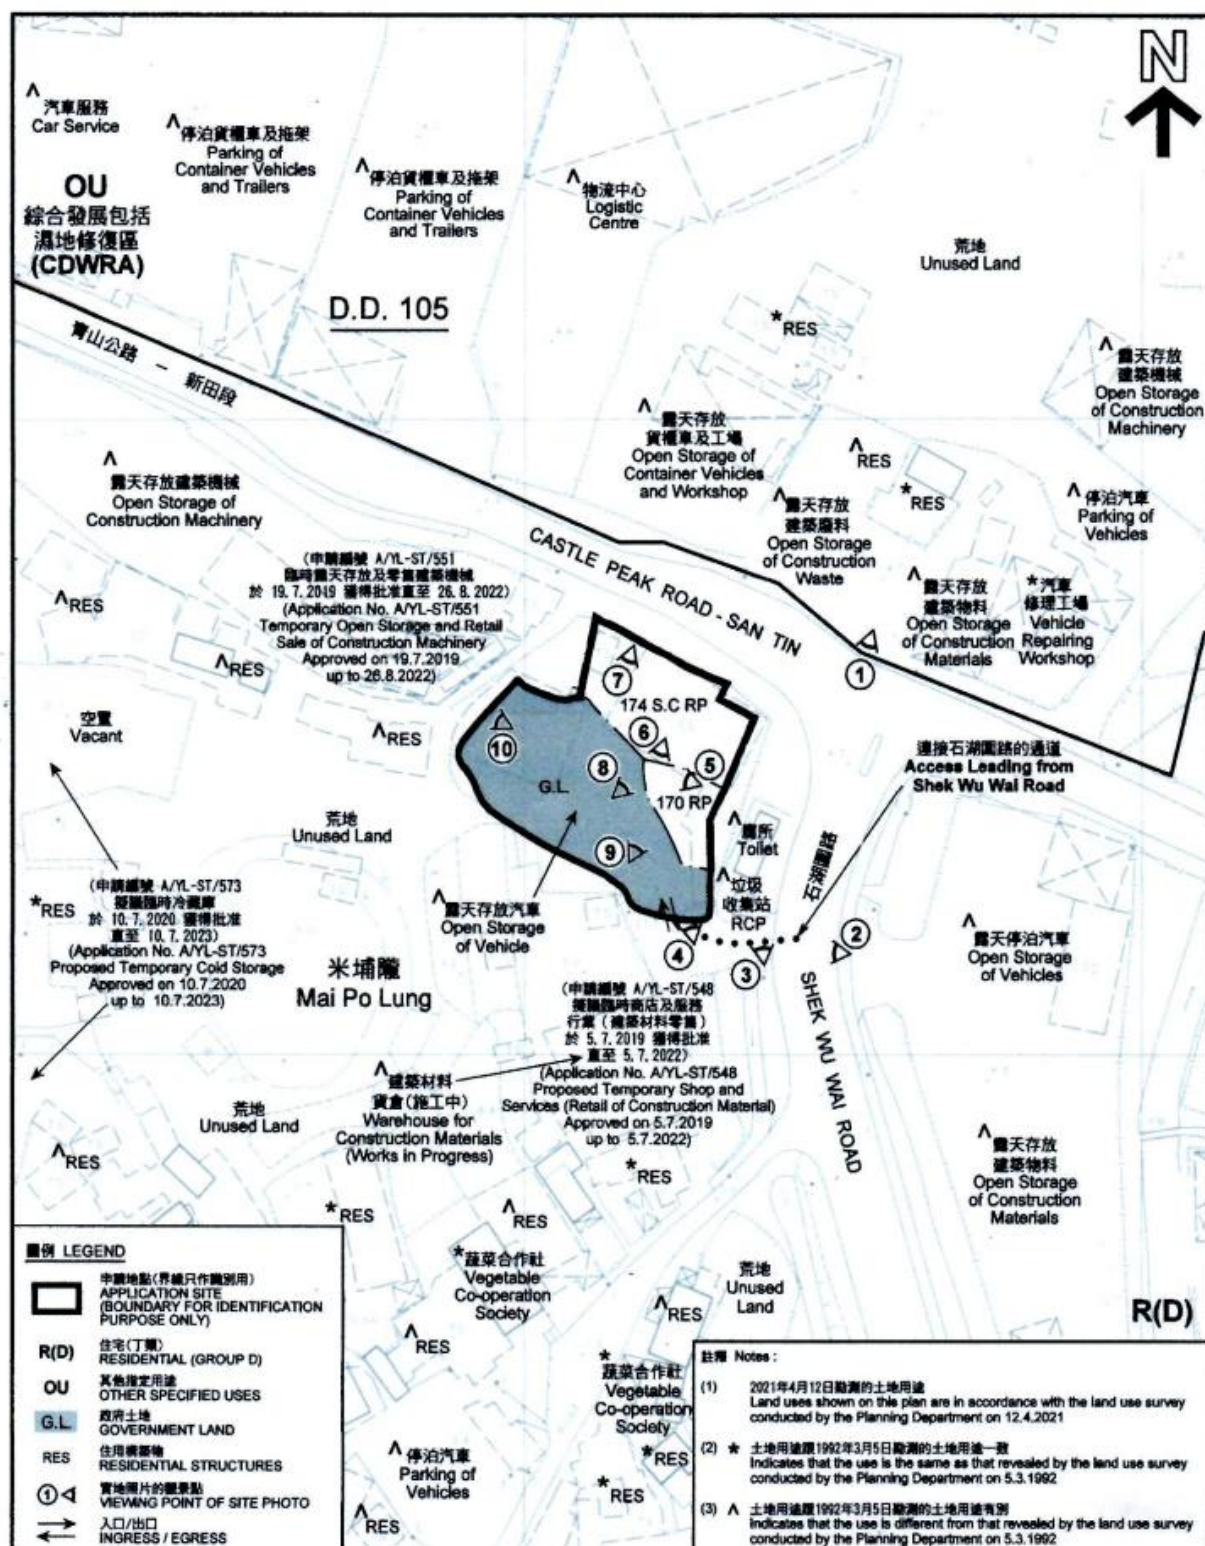 N
^
汽車服務
Car Service
^
停泊貨櫃車及拖架
Parking of
Container Vehicles
and Trailers
^
停泊貨櫃車及拖架
Parking of
Container Vehicles
and Trailers
^
物流中心
Logistic
Centre
OU
綜合發展包括
濕地修復區
(CDWRA)
荒地
Unused Land
D.D. 105
* RES
青山公路 － 新田段
^
露天存放
建築機械
Open Storage
of Construction
Machinery
^
露天存放
貨櫃車及工場
Open Storage of
Container Vehicles
and Workshop
^ RES
* RES
^
露天存放建築機械
Open Storage of
Construction Machinery
^
露天存放
建築廢料
Open Storage
of Construction
Waste
^
停泊汽車
Parking of
Vehicles
CASTLE PEAK ROAD - SAN TIN
(申請編號 A/YL-ST/551
臨時露天存放及零售建築機械
於 19.7.2019 獲得批准直至 26.8.2022)
(Application No. A/YL-ST/551
Temporary Open Storage and Retail
Sale of Construction Machinery
Approved on 19.7.2019
up to 26.8.2022)
^
露天存放
建築物料
Open Storage
of Construction
Materials
*
汽車
修理工場
Vehicle
Repairing
Workshop
^ RES
^ RES
1
7
174 S.C RP
6
5
170 RP
10
8
G.L.
9
空置
Vacant
^ RES
連接石湖圍路的通道
Access Leading from
Shek Wu Wai Road
荒地
Unused Land
^
廁所
Toilet
石湖圍路
^
垃圾
收集站
RCP
* RES
(申請編號 A/YL-ST/573
擬議臨時冷藏庫
於 10.7.2020 獲得批准
直至 10.7.2023)
(Application No. A/YL-ST/573
Proposed Temporary Cold Storage
Approved on 10.7.2020
up to 10.7.2023)
^
露天存放汽車
Open Storage
of Vehicle
4
3
2
^
露天停泊汽車
Open Storage
of Vehicles
米埔隴
Mai Po Lung
(申請編號 A/YL-ST/548
擬議臨時商店及服務
行業(建築材料零售)
於 5.7.2019 獲得批准
直至 5.7.2022)
(Application No. A/YL-ST/548
Proposed Temporary Shop and
Services (Retail of Construction Material)
Approved on 5.7.2019
up to 5.7.2022)
SHEK WU WAI ROAD
^
建築材料
貨倉(施工中)
Warehouse for
Construction Materials
(Works in Progress)
荒地
Unused Land
^ RES
* RES
^
露天存放
建築物料
Open Storage
of Construction
Materials
* RES
^ RES
*
蔬菜合作社
Vegetable
Co-operation
Society
荒地
Unused
Land
^ RES
^ RES
R(D)
*
蔬菜合作社
Vegetable
Co-operation
Society
^
停泊汽車
Parking of
Vehicles
* RES
* RES
^ RES
圖例 LEGEND
申請地點(界線只作識別用)
APPLICATION SITE
(BOUNDARY FOR IDENTIFICATION
PURPOSE ONLY)
R(D)
住宅(丁類)
RESIDENTIAL (GROUP D)
OU
其他指定用途
OTHER SPECIFIED USES
G.L.
政府土地
GOVERNMENT LAND
RES
住用構築物
RESIDENTIAL STRUCTURES
1
實地照片的觀景點
VIEWING POINT OF SITE PHOTO
入口/出口
INGRESS / EGRESS
註釋 Notes :
(1) 2021年4月12日勘測的土地用途
Land uses shown on this plan are in accordance with the land use survey
conducted by the Planning Department on 12.4.2021
(2) * 土地用途跟1992年3月5日勘測的土地用途一致
Indicates that the use is the same as that revealed by the land use survey
conducted by the Planning Department on 5.3.1992
(3) ^ 土地用途跟1992年3月5日勘測的土地用途有別
Indicates that the use is different from that revealed by the land use survey
conducted by the Planning Department on 5.3.1992